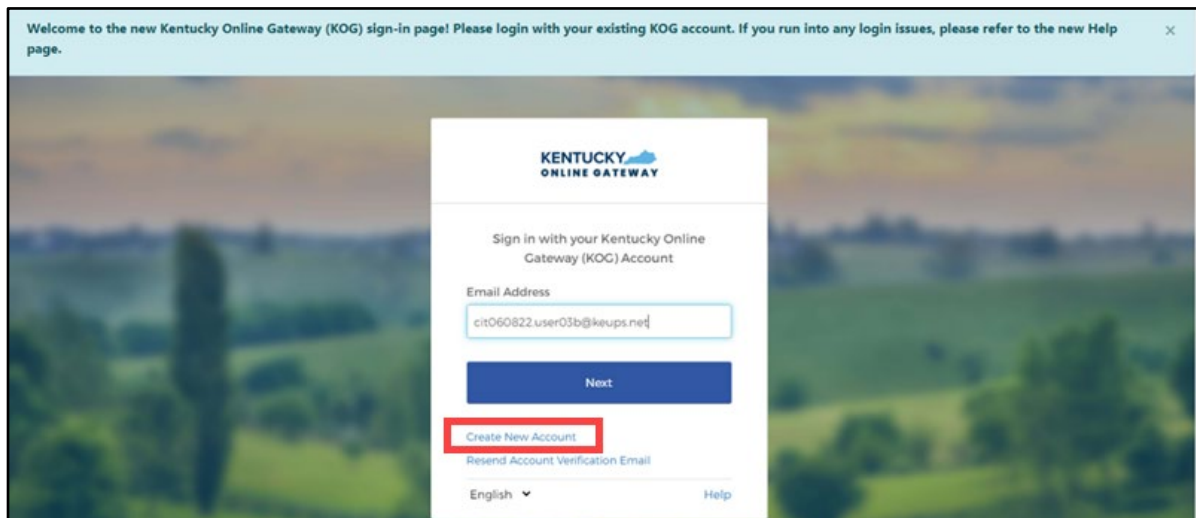 Welcome to the new Kentucky Online Gateway (KOG) sign-in page! Please login with your existing KOG account. If you run into any login issues, please refer to the new Help
page.
KENTUCKY
ONLINE GATEWAY
Sign in with your Kentucky Online
Gateway (KOG) Account
Email Address
cit060822.user03b@keups.net
Next
Create New Account
Resend Account Verification Email
English
Help